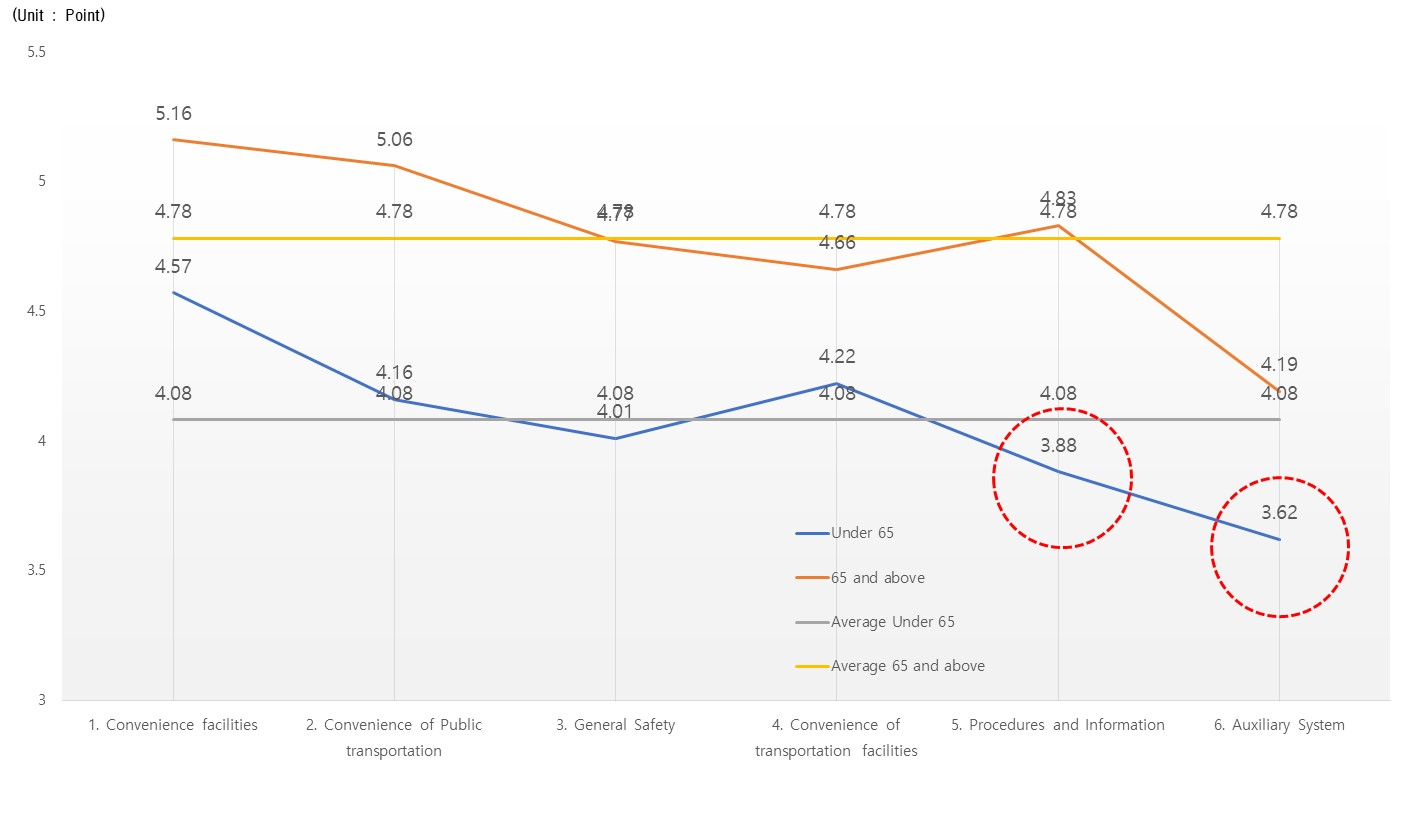 (Unit : Point)
5.5
5.16
5.06
5
4.83
4.78
4.78
4.78
4.77
4.78
4.78
4.78
4.66
4.57
4.5
4.22
4.19
4.16
4.08
4.08
4.08
4.08
4.08
4.08
4.01
4
3.88
3.62
Under 65
3.5
65 and above
Average Under 65
Average 65 and above
3
1. Convenience facilities
2. Convenience of Public
transportation
3. General Safety
4. Convenience of
transportation facilities
5. Procedures and Information
6. Auxiliary System